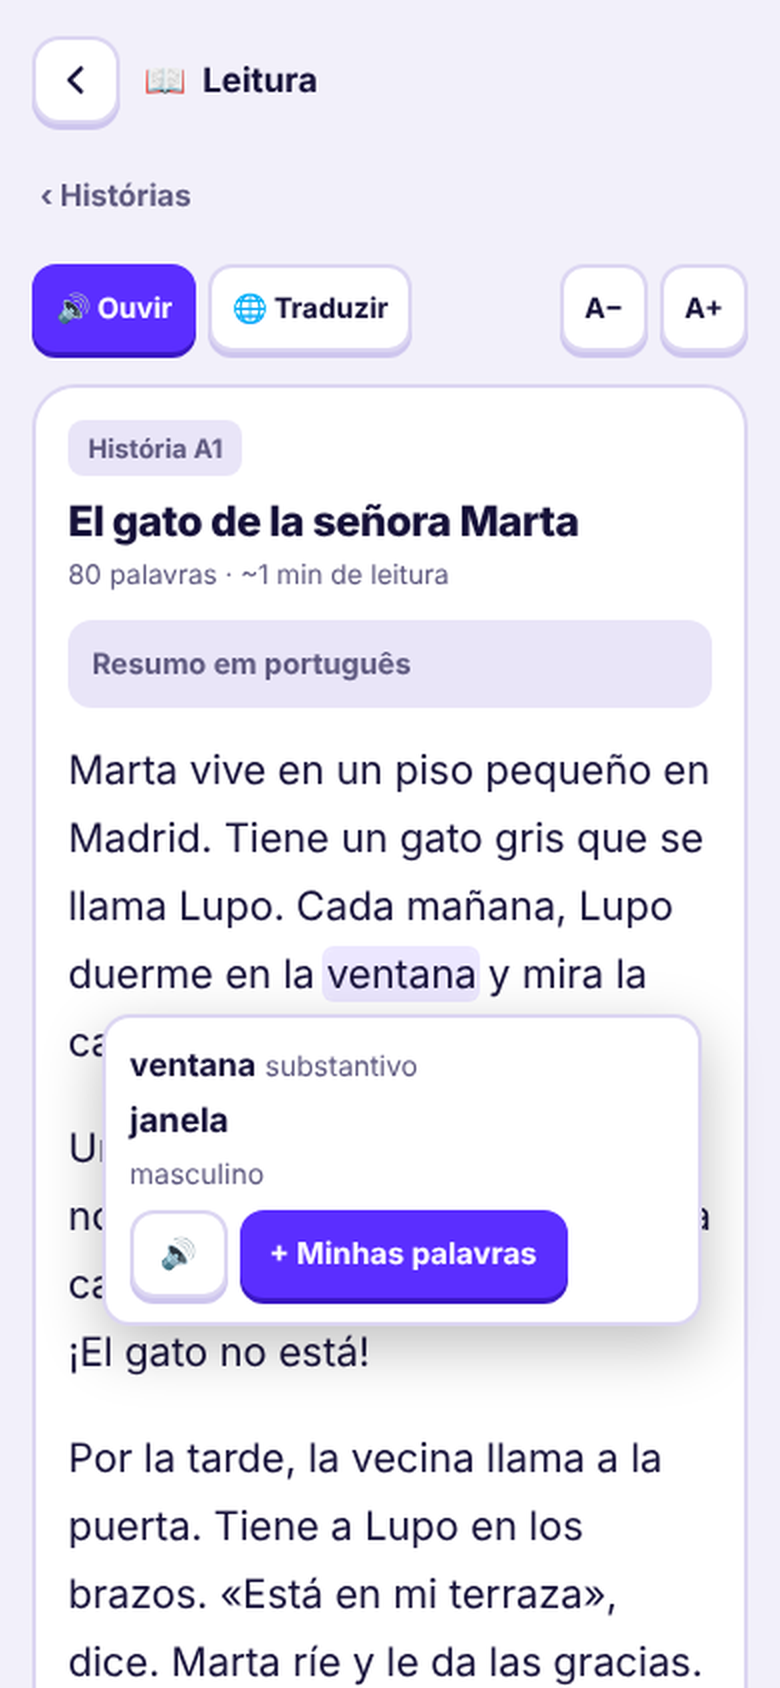 Leitura
‹ Histórias
Ouvir
Traduzir
A−
A+
História A1
El gato de la señora Marta
80 palavras · ~1 min de leitura
Resumo em português
Marta vive en un piso pequeño en
Madrid. Tiene un gato gris que se
llama Lupo. Cada mañana, Lupo
duerme en la ventana y mira la
ventana substantivo
janela
masculino
+ Minhas palavras
¡El gato no está!
Por la tarde, la vecina llama a la
puerta. Tiene a Lupo en los
brazos. «Está en mi terraza»,
dice. Marta ríe y le da las gracias.